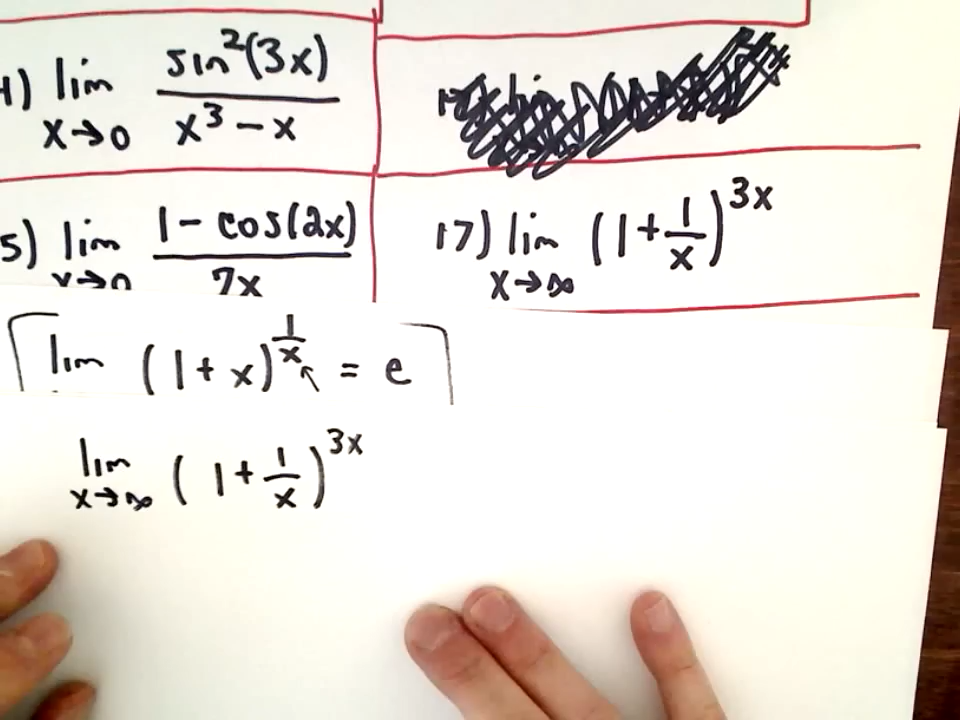 4) lim x→0 sin²(3x) / (x³ - x)
5) lim x→0 (1 - cos(2x)) / 7x
17) lim x→∞ (1 + 1/x)^3x
lim (1 + x)^1/x = e
lim x→∞ (1 + 1/x)^3x